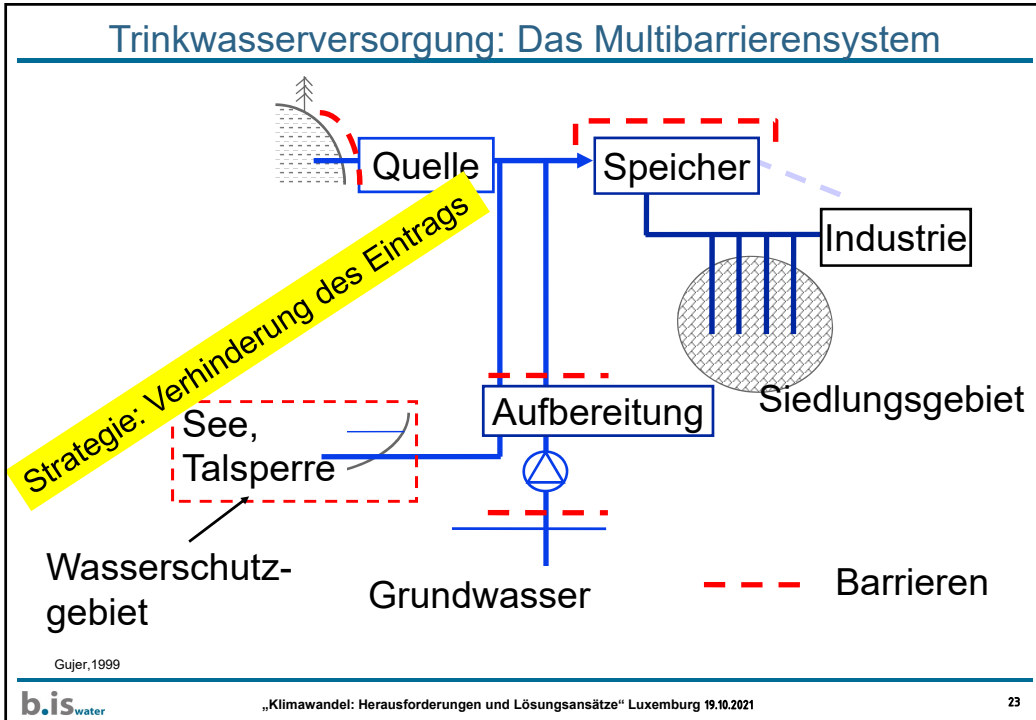 Trinkwasserversorgung: Das Multibarrierensystem
Quelle
Speicher
Industrie
Strategie: Verhinderung des Eintrags
Siedlungsgebiet
Aufbereitung
See,
Talsperre
Wasserschutz-
gebiet
Grundwasser
Barrieren
Gujer,1999
b.is water
„Klimawandel: Herausforderungen und Lösungsansätze“ Luxemburg 19.10.2021
23